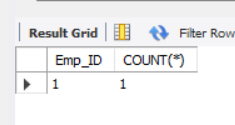 Result Grid Filter Row
Emp_ID COUNT(*)
1 1